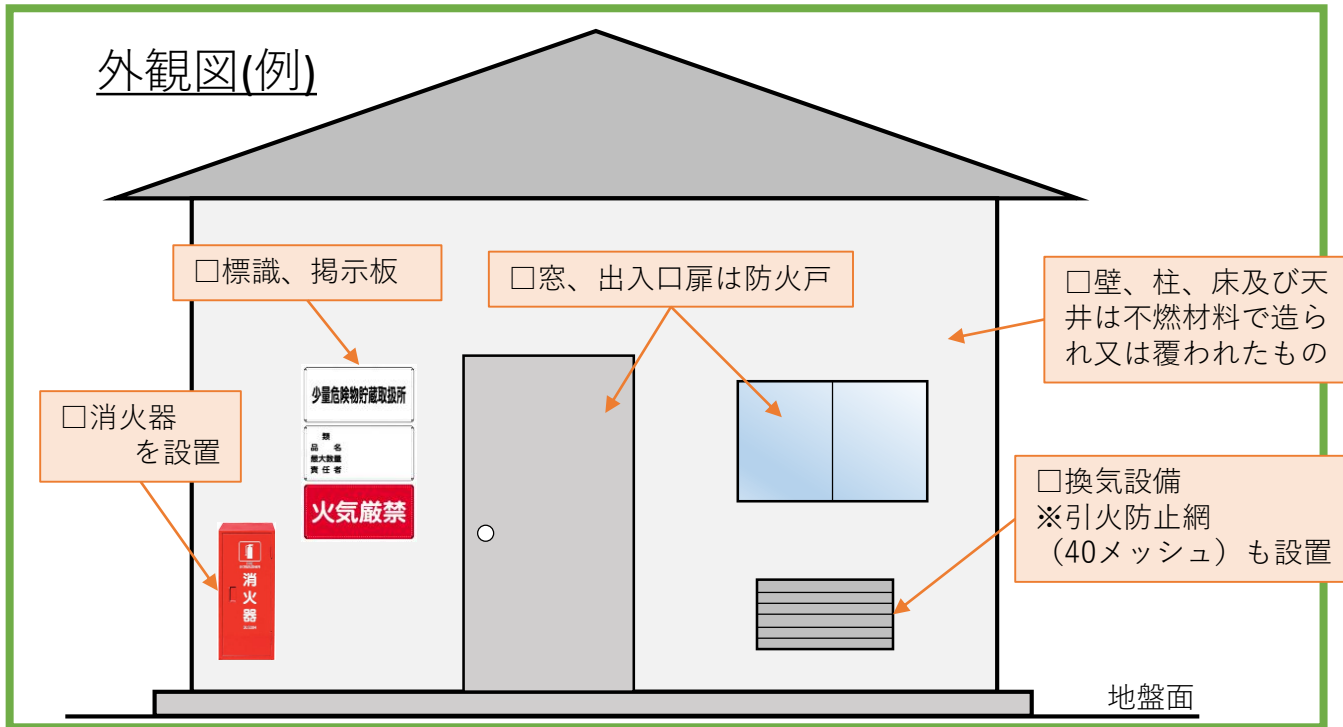 外観図(例)
□標識、掲示板
□窓、出入口扉は防火戸
□壁、柱、床及び天
井は不燃材料で造ら
れ又は覆われたもの
□消火器
を設置
少量危険物貯蔵取扱所
類
品名
最大数量
責任者
火気厳禁
消火器
□換気設備
※引火防止網
（40メッシュ）も設置
地盤面